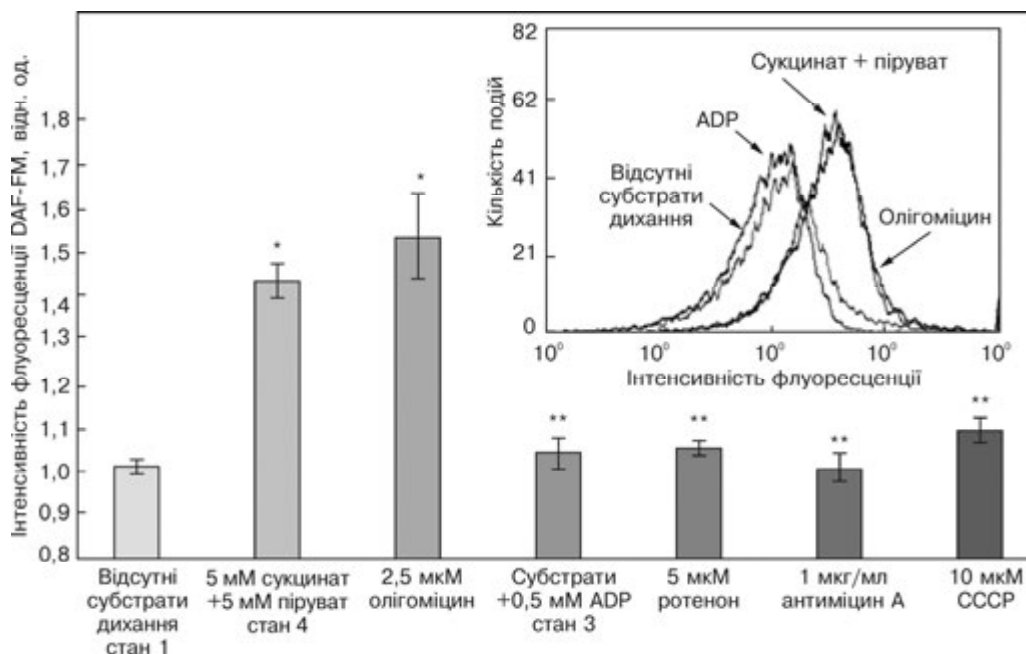 Інтенсивність флуоресценції DAF-FM, відн. од.
1,8
1,7
1,6
1,5
1,4
1,3
1,2
1,1
1,0
0,9
0,8
*
*
**
**
**
**
Кількість подій
82
62
41
21
0
Сукцинат + піруват
ADP
Відсутні
субстрати
дихання
Олігоміцин
10⁰ 10⁰ 10⁰ 10⁰ 10⁰
Інтенсивність флуоресценції
Відсутні
субстрати
дихання
стан 1
5 мМ сукцинат
+5 мМ піруват
стан 4
2,5 мкМ
олігоміцин
Субстрати
+0,5 мМ ADP
стан 3
5 мкМ
ротенон
1 мкг/мл
антиміцин А
10 мкМ
СССР